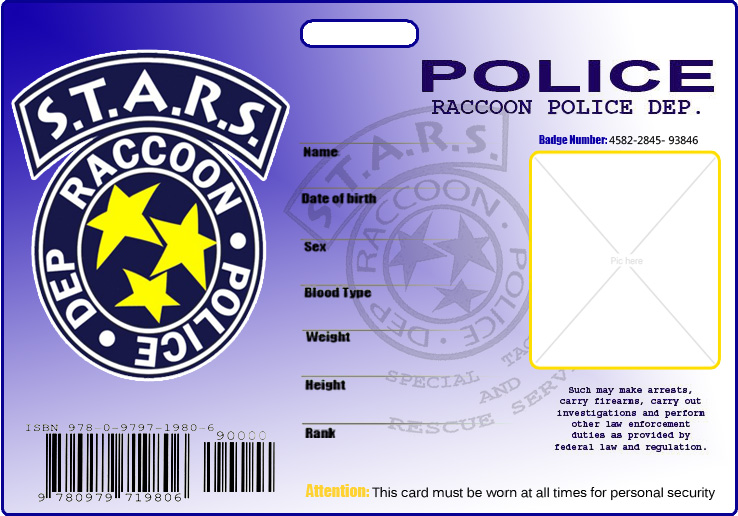 S.T.A.R.S.
RACCOON • POLICE • DEP
ISBN 978-0-9797-1980-6
90000
9 780979 719806
POLICE
RACCOON POLICE DEP.
Badge Number: 4582-2845- 93846
Pic here
S.T.A.R.S.
RACCOON • POLICE • DEP
SPECIAL TAC
AND
RESCUE SERV
Name
Date of birth
Sex
Blood Type
Weight
Height
Rank
Such may make arrests,
carry firearms, carry out
investigations and perform
other law enforcement
duties as provided by
federal law and regulation.
Attention: This card must be worn at all times for personal security